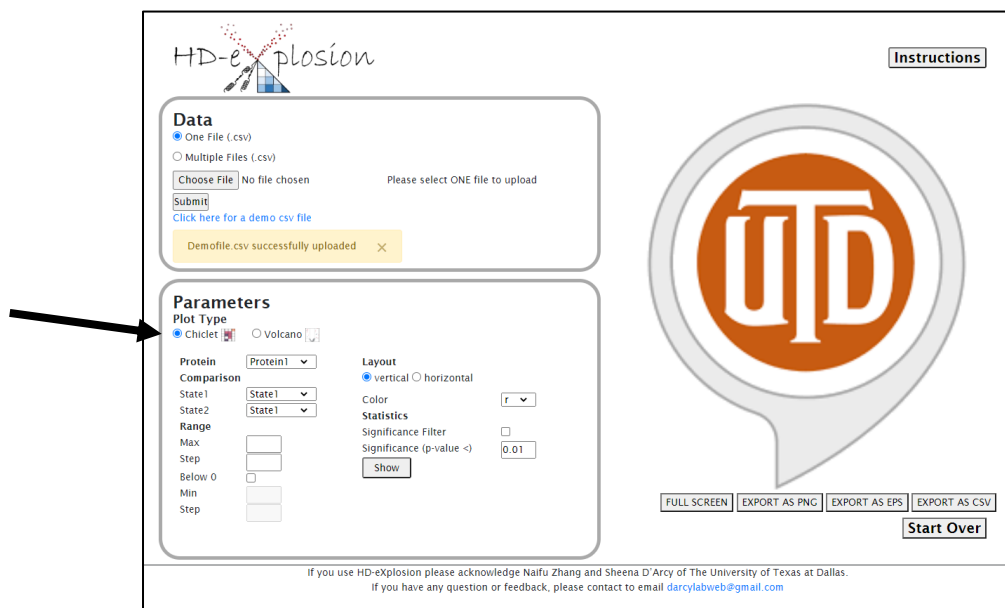 HD-eXplosion
Instructions
Data
One File (.csv)
Multiple Files (.csv)
Choose File No file chosen Please select ONE file to upload
Submit
Click here for a demo csv file
Demofile.csv successfully uploaded ×
Parameters
Plot Type
Chiclet Volcano
Protein Protein1
Comparison
State1 State1
State2 State1
Range
Max
Step
Below 0
Min
Step
Layout
vertical horizontal
Color r
Statistics
Significance Filter
Significance (p-value <) 0.01
Show
UTD
FULL SCREEN EXPORT AS PNG EXPORT AS EPS EXPORT AS CSV
Start Over
If you use HD-eXplosion please acknowledge Naifu Zhang and Sheena D'Arcy of The University of Texas at Dallas.
If you have any question or feedback, please contact to email darcylabweb@gmail.com